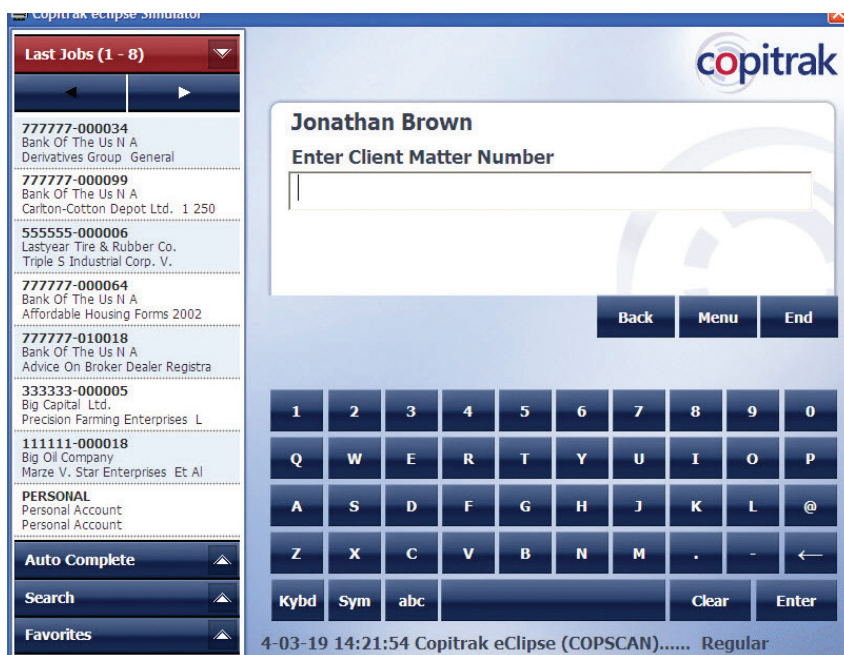 Copitrak eclipse Simulator
Last Jobs (1 - 8)
777777-000034
Bank Of The Us N A
Derivatives Group General
777777-000099
Bank Of The Us N A
Carlton-Cotton Depot Ltd. 1 250
555555-000006
Lastyear Tire & Rubber Co.
Triple S Industrial Corp. V.
777777-000064
Bank Of The Us N A
Affordable Housing Forms 2002
777777-010018
Bank Of The Us N A
Advice On Broker Dealer Registra
333333-000005
Big Capital Ltd.
Precision Farming Enterprises L
111111-000018
Big Oil Company
Marze V. Star Enterprises Et Al
PERSONAL
Personal Account
Personal Account
Auto Complete
Search
Favorites
copitrak
Jonathan Brown
Enter Client Matter Number
Back Menu End
1 2 3 4 5 6 7 8 9 0
Q W E R T Y U I O P
A S D F G H J K L @
Z X C V B N M . - ←
Kybd Sym abc Clear Enter
4-03-19 14:21:54 Copitrak eClipse (COPSCAN)...... Regular